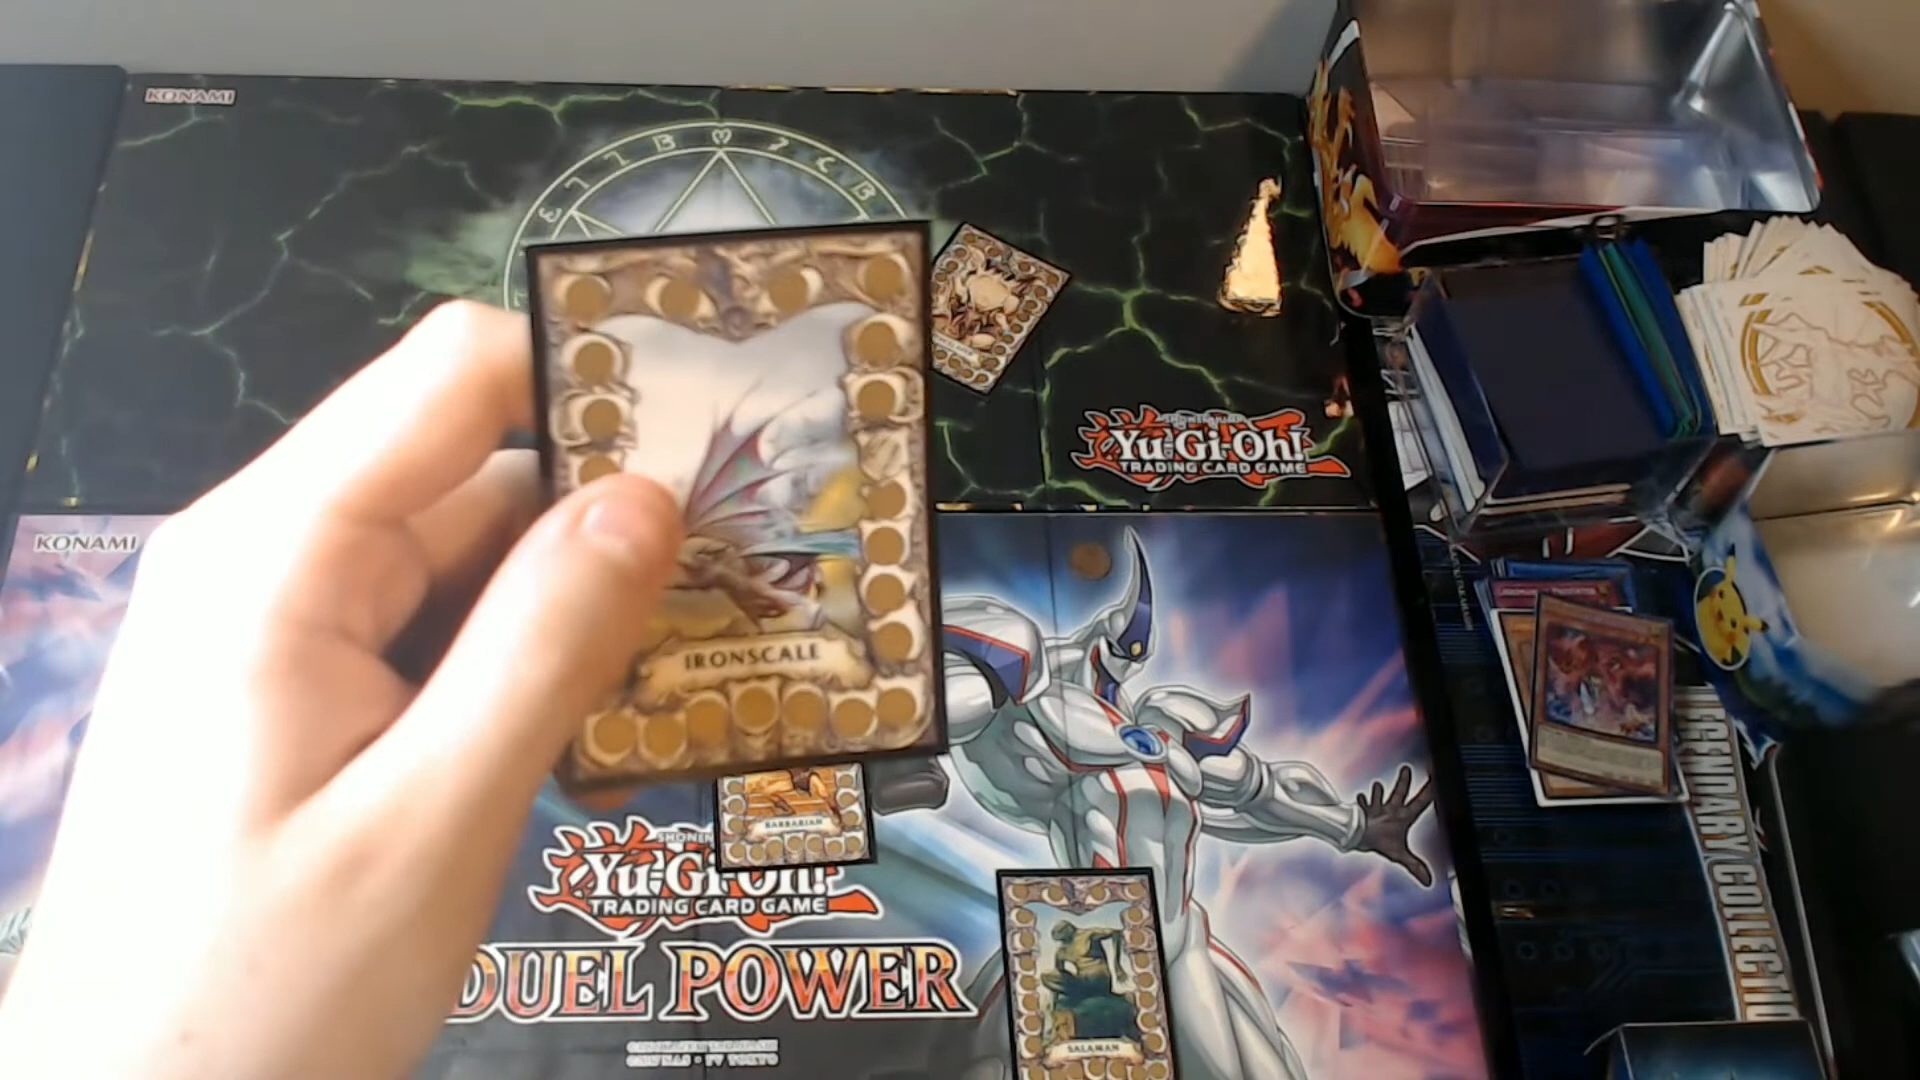 KONAMI
Yu-Gi-Oh!
TRADING CARD GAME
KONAMI
IRONSCALE
BARBARIAN
Yu-Gi-Oh!
TRADING CARD GAME
DUEL POWER
SALAMAN
LEGENDARY COLLECTIO